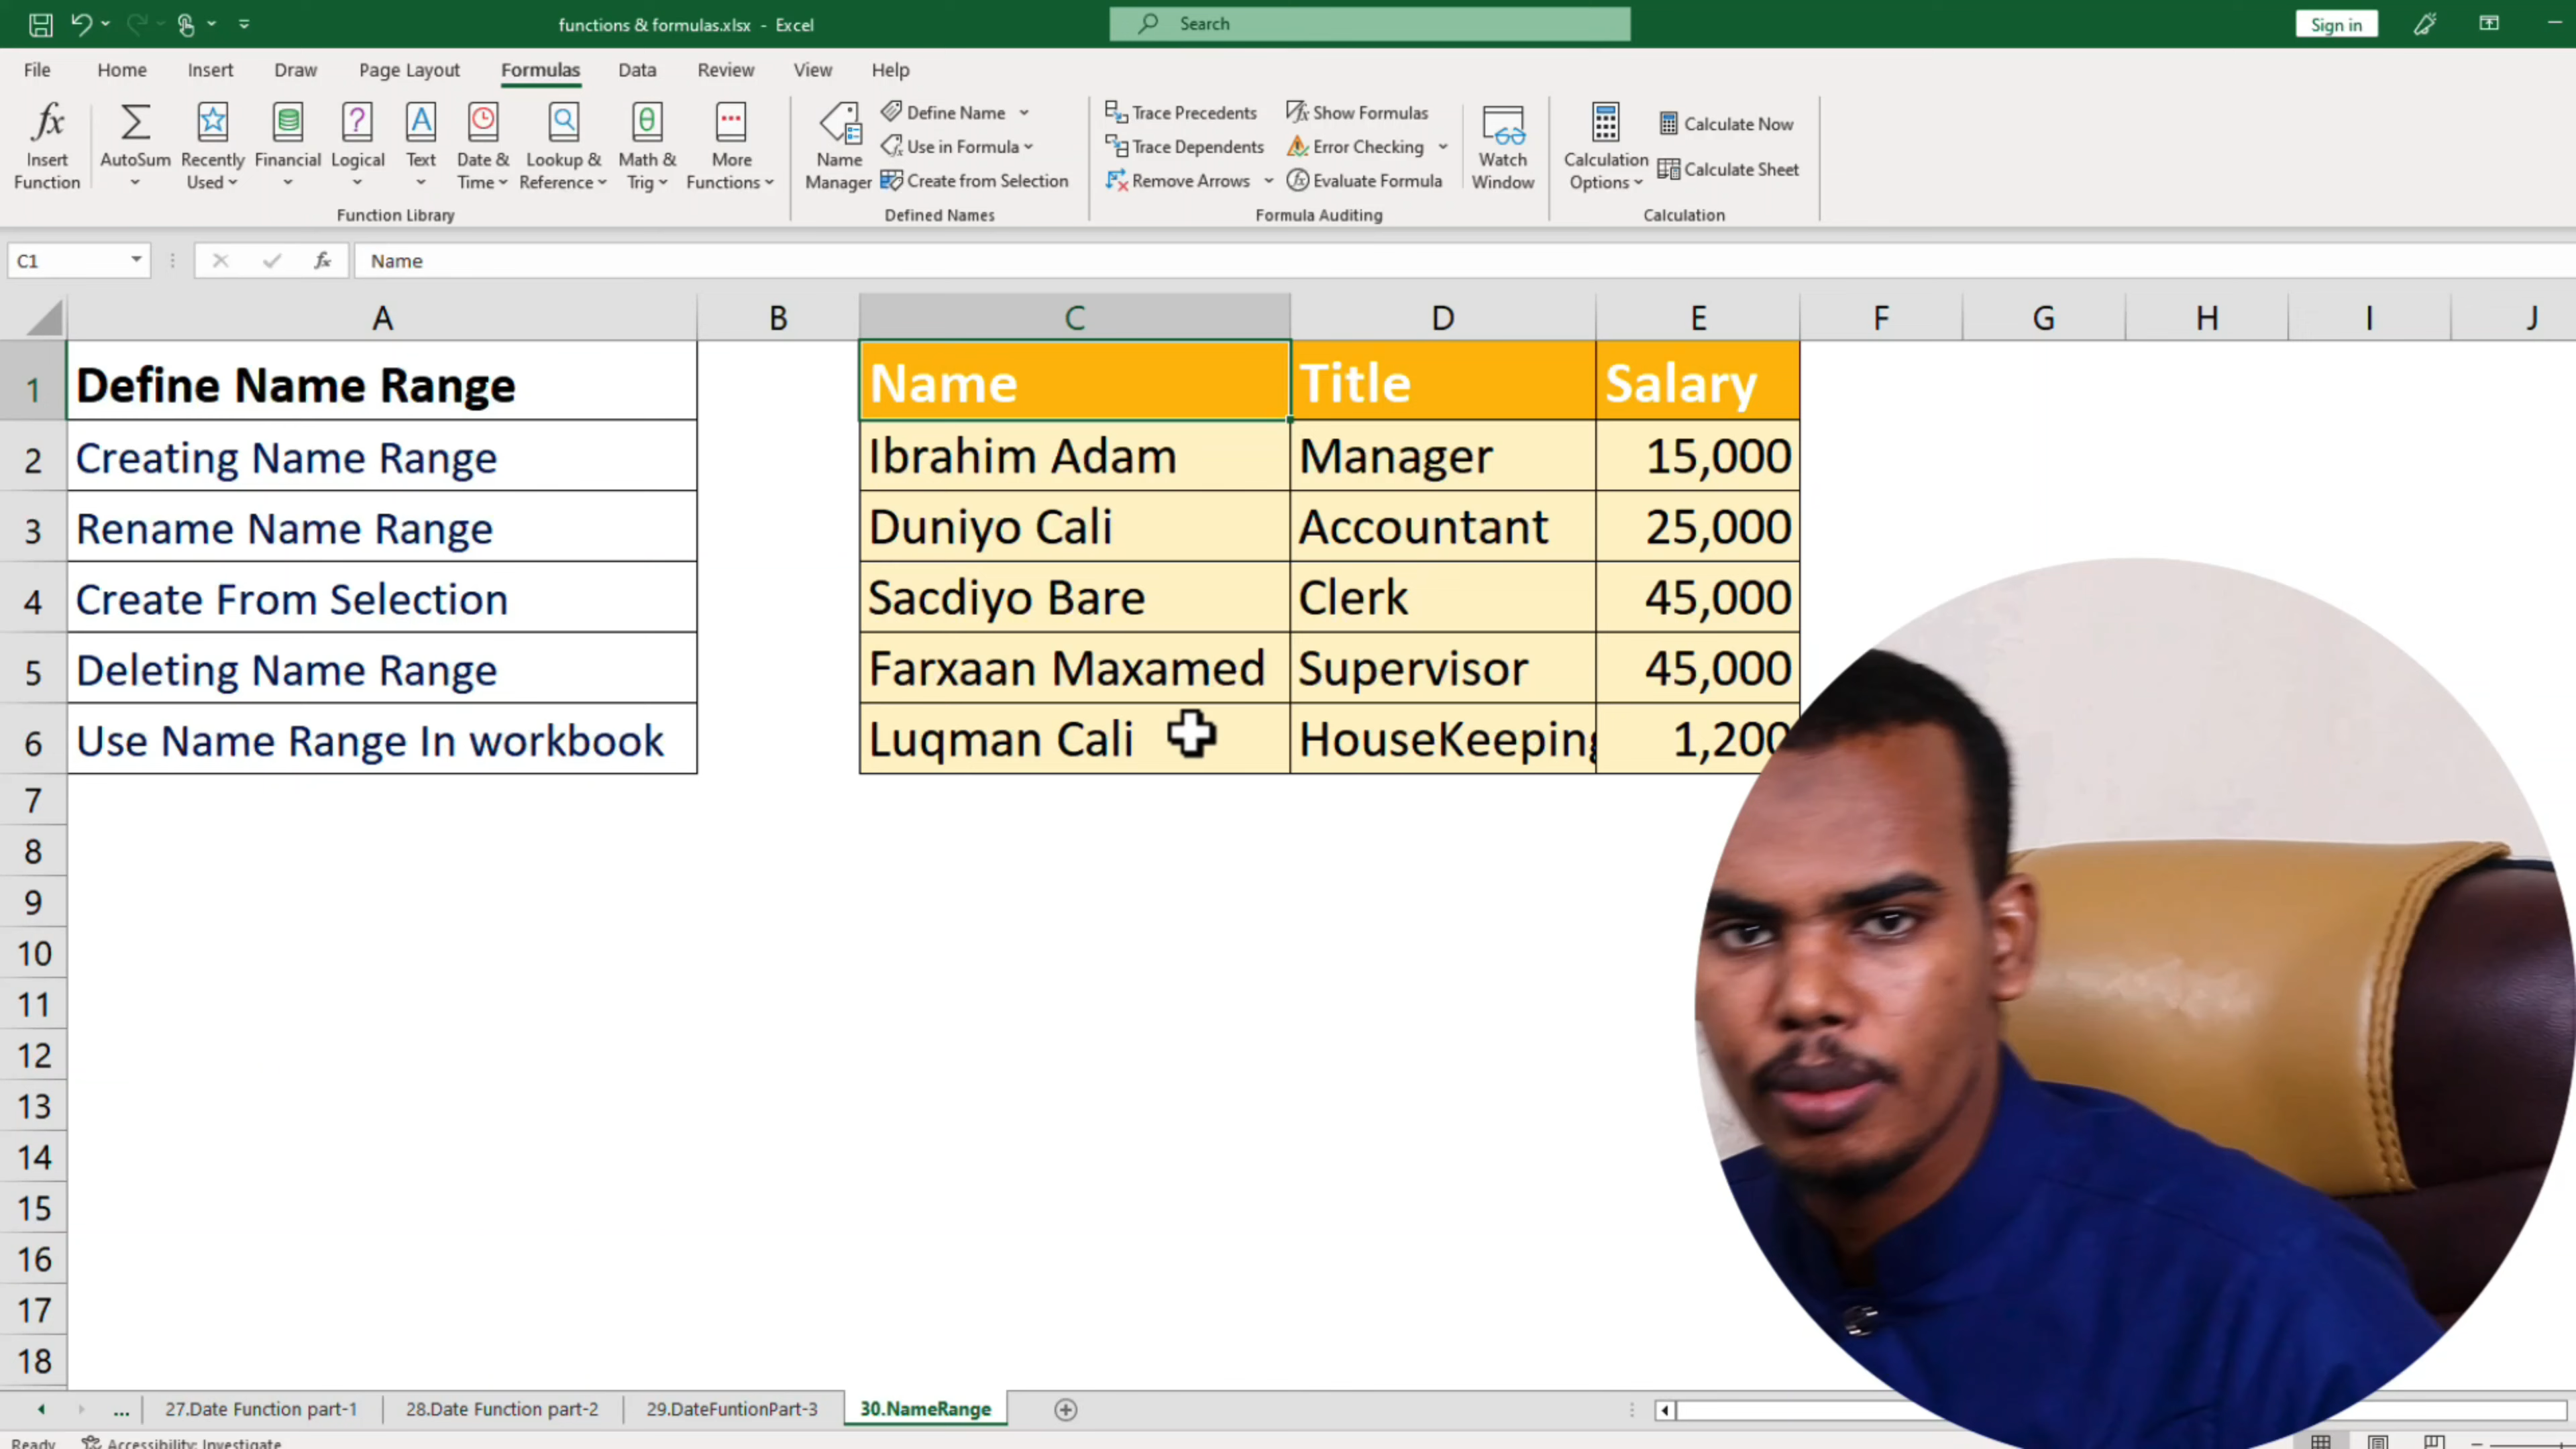 functions & formulas.xlsx - Excel
Search
Sign in
File Home Insert Draw Page Layout Formulas Data Review View Help
Insert Function
AutoSum
Recently Used
Financial
Logical
Text
Date & Time
Lookup & Reference
Math & Trig
More Functions
Function Library
Name Manager
Define Name
Use in Formula
Create from Selection
Defined Names
Trace Precedents
Trace Dependents
Remove Arrows
Show Formulas
Error Checking
Evaluate Formula
Formula Auditing
Watch Window
Calculation Options
Calculate Now
Calculate Sheet
Calculation
C1 fx Name
A B C D E F G H I J
1 Define Name Range Name Title Salary
2 Creating Name Range Ibrahim Adam Manager 15,000
3 Rename Name Range Duniyo Cali Accountant 25,000
4 Create From Selection Sacdiyo Bare Clerk 45,000
5 Deleting Name Range Farxaan Maxamed Supervisor 45,000
6 Use Name Range In workbook Luqman Cali HouseKeeping 1,200
7
8
9
10
11
12
13
14
15
16
17
18
... 27.Date Function part-1 28.Date Function part-2 29.DateFuntionPart-3 30.NameRange
Ready Accessibility: Investigate